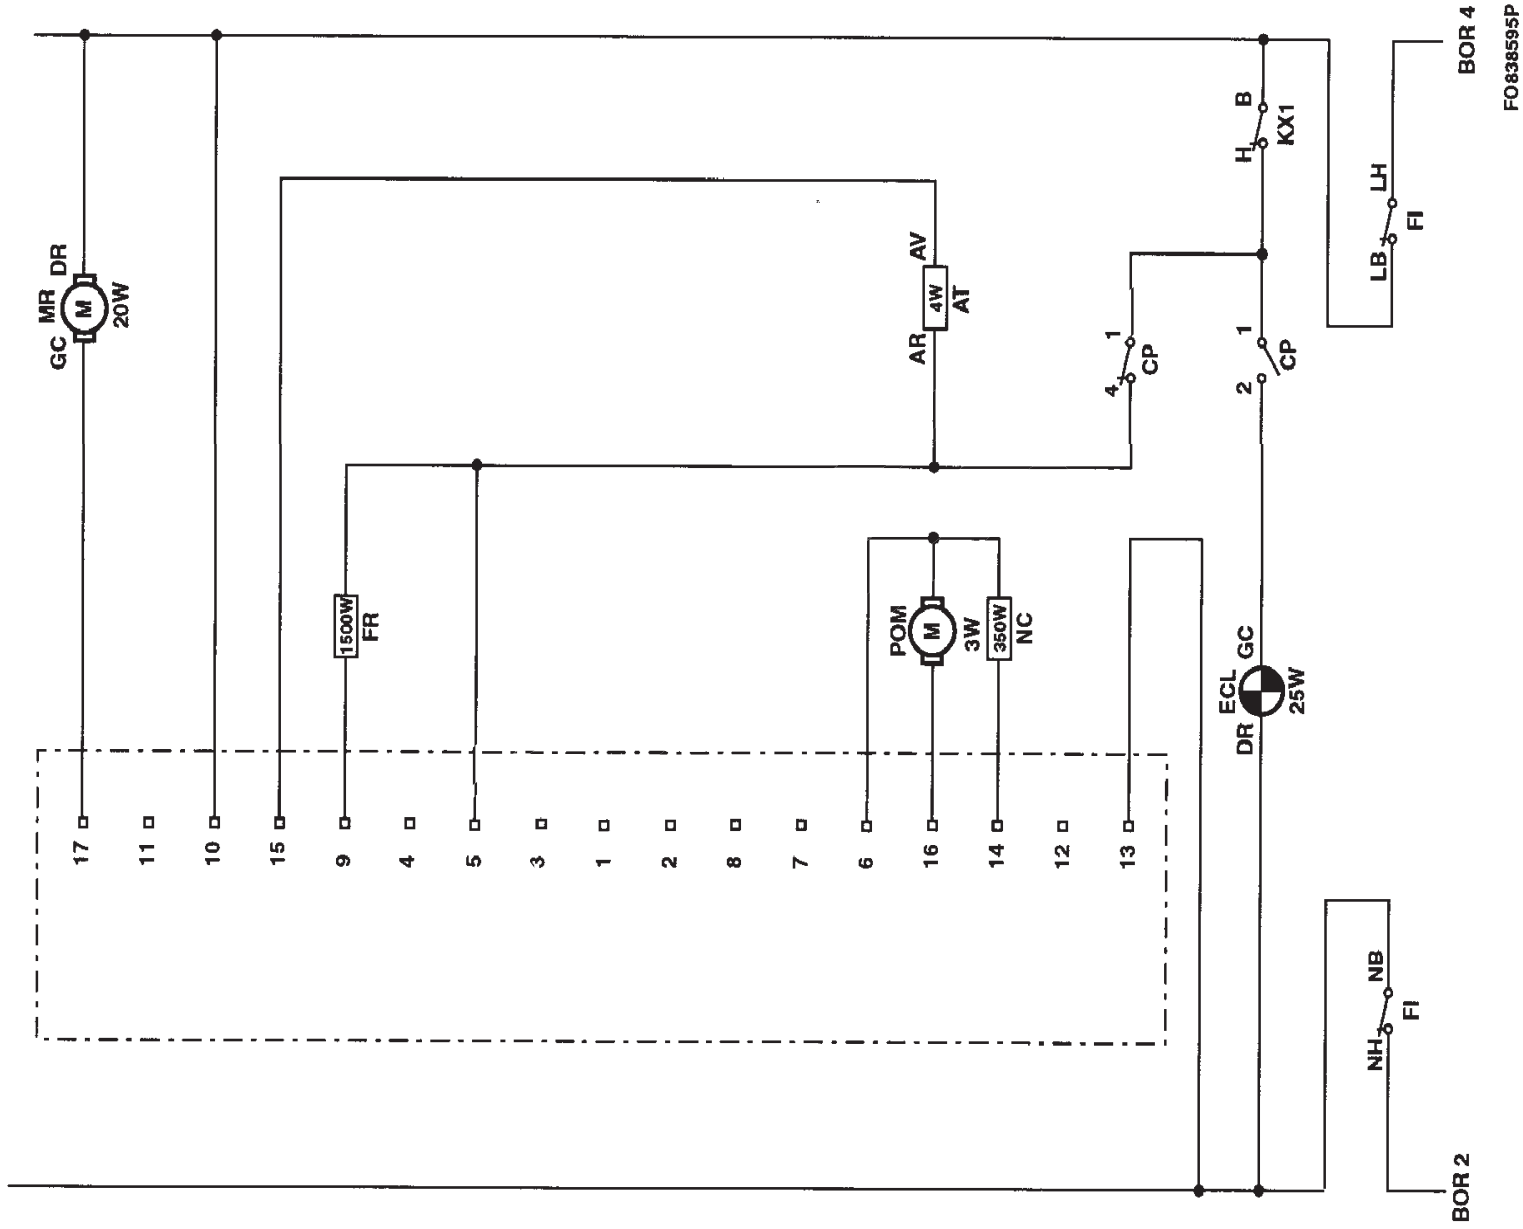 BOR 4
FO838595P
B
H
KX1
LH
LB
FI
DR
MR
M
GC
20W
AV
4W
AT
AR
1
4
CP
1
2
CP
1500W
FR
POM
M
3W
350W
NC
GC
ECL
25W
DR
17
11
10
15
9
4
5
3
1
2
8
7
6
16
14
12
13
NB
NH
FI
BOR 2